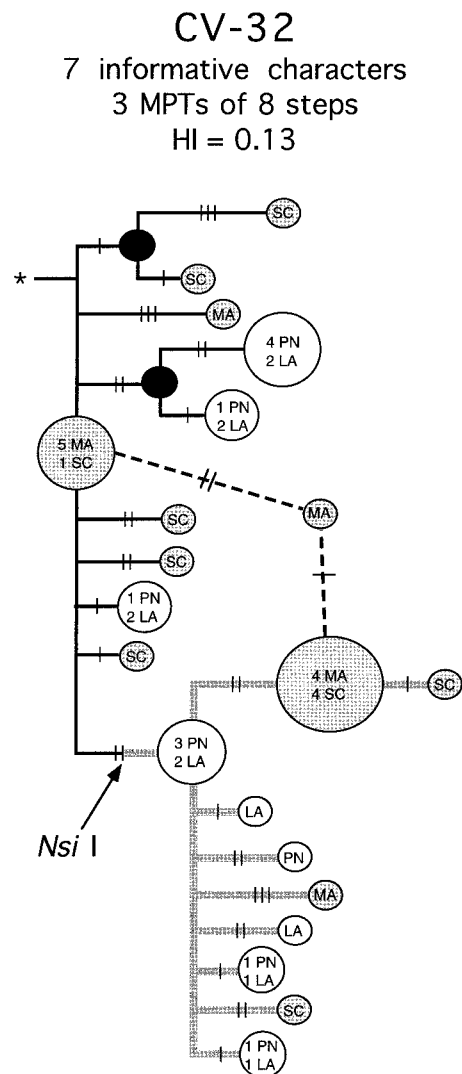 CV-32
7 informative characters
3 MPTs of 8 steps
HI = 0.13
SC
*
SC
MA
4 PN
2 LA
1 PN
2 LA
5 MA
1 SC
MA
SC
SC
1 PN
2 LA
SC
4 MA
4 SC
SC
3 PN
2 LA
Nsi I
LA
PN
MA
LA
1 PN
1 LA
SC
1 PN
1 LA